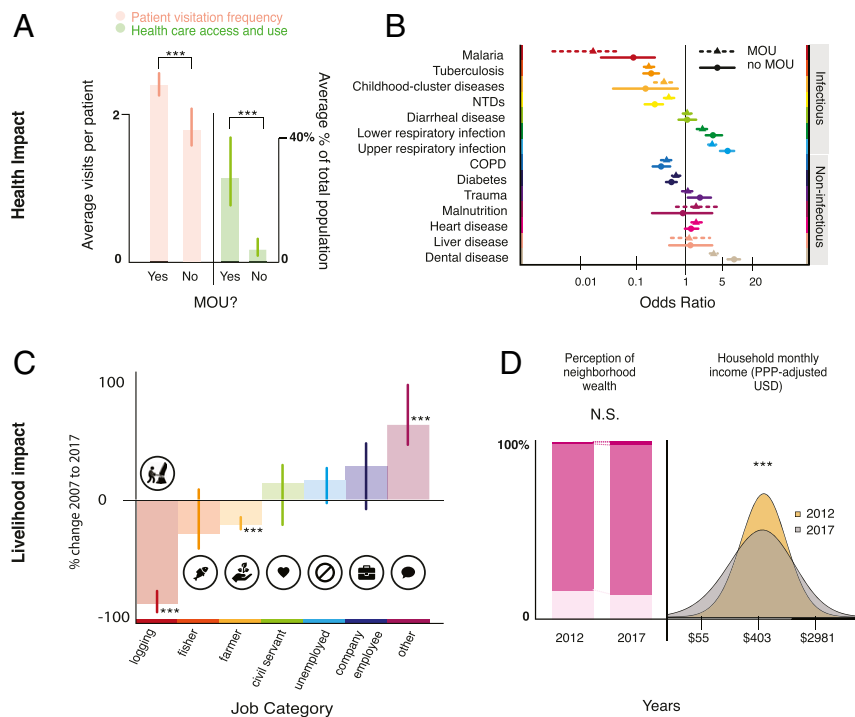 A
Patient visitation frequency
Health care access and use
Health Impact
Average visits per patient
2
0
***
***
40%
0
Average % of total population
Yes
No
Yes
No
MOU?
B
Malaria
Tuberculosis
Childhood-cluster diseases
NTDs
Diarrheal disease
Lower respiratory infection
Upper respiratory infection
COPD
Diabetes
Trauma
Malnutrition
Heart disease
Liver disease
Dental disease
MOU
no MOU
Infectious
Non-infectious
0.01
0.1
1
5
20
Odds Ratio
C
Livelihood impact
% change 2007 to 2017
100
0
-100
***
***
***
logging
fisher
farmer
civil servant
unemployed
company
employee
other
Job Category
D
Perception of
neighborhood
wealth
N.S.
100%
0
2012
2017
Household monthly
income (PPP-adjusted
USD)
***
2012
2017
$55
$403
$2981
Years